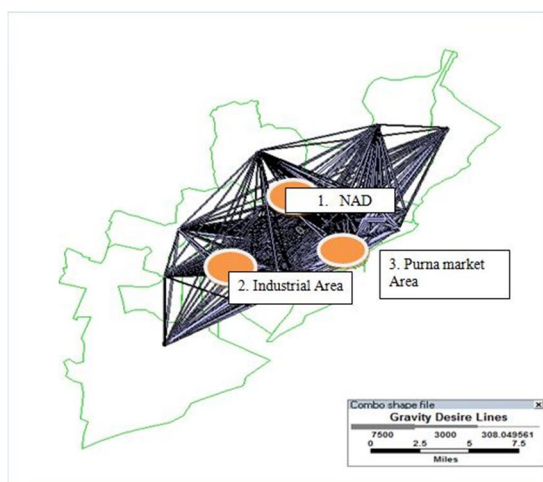 1. NAD
2. Industrial Area
3. Purna market
Area
Combo shape file
Gravity Desire Lines
7500 3000 308.049561
0 2.5 5 7.5
Miles